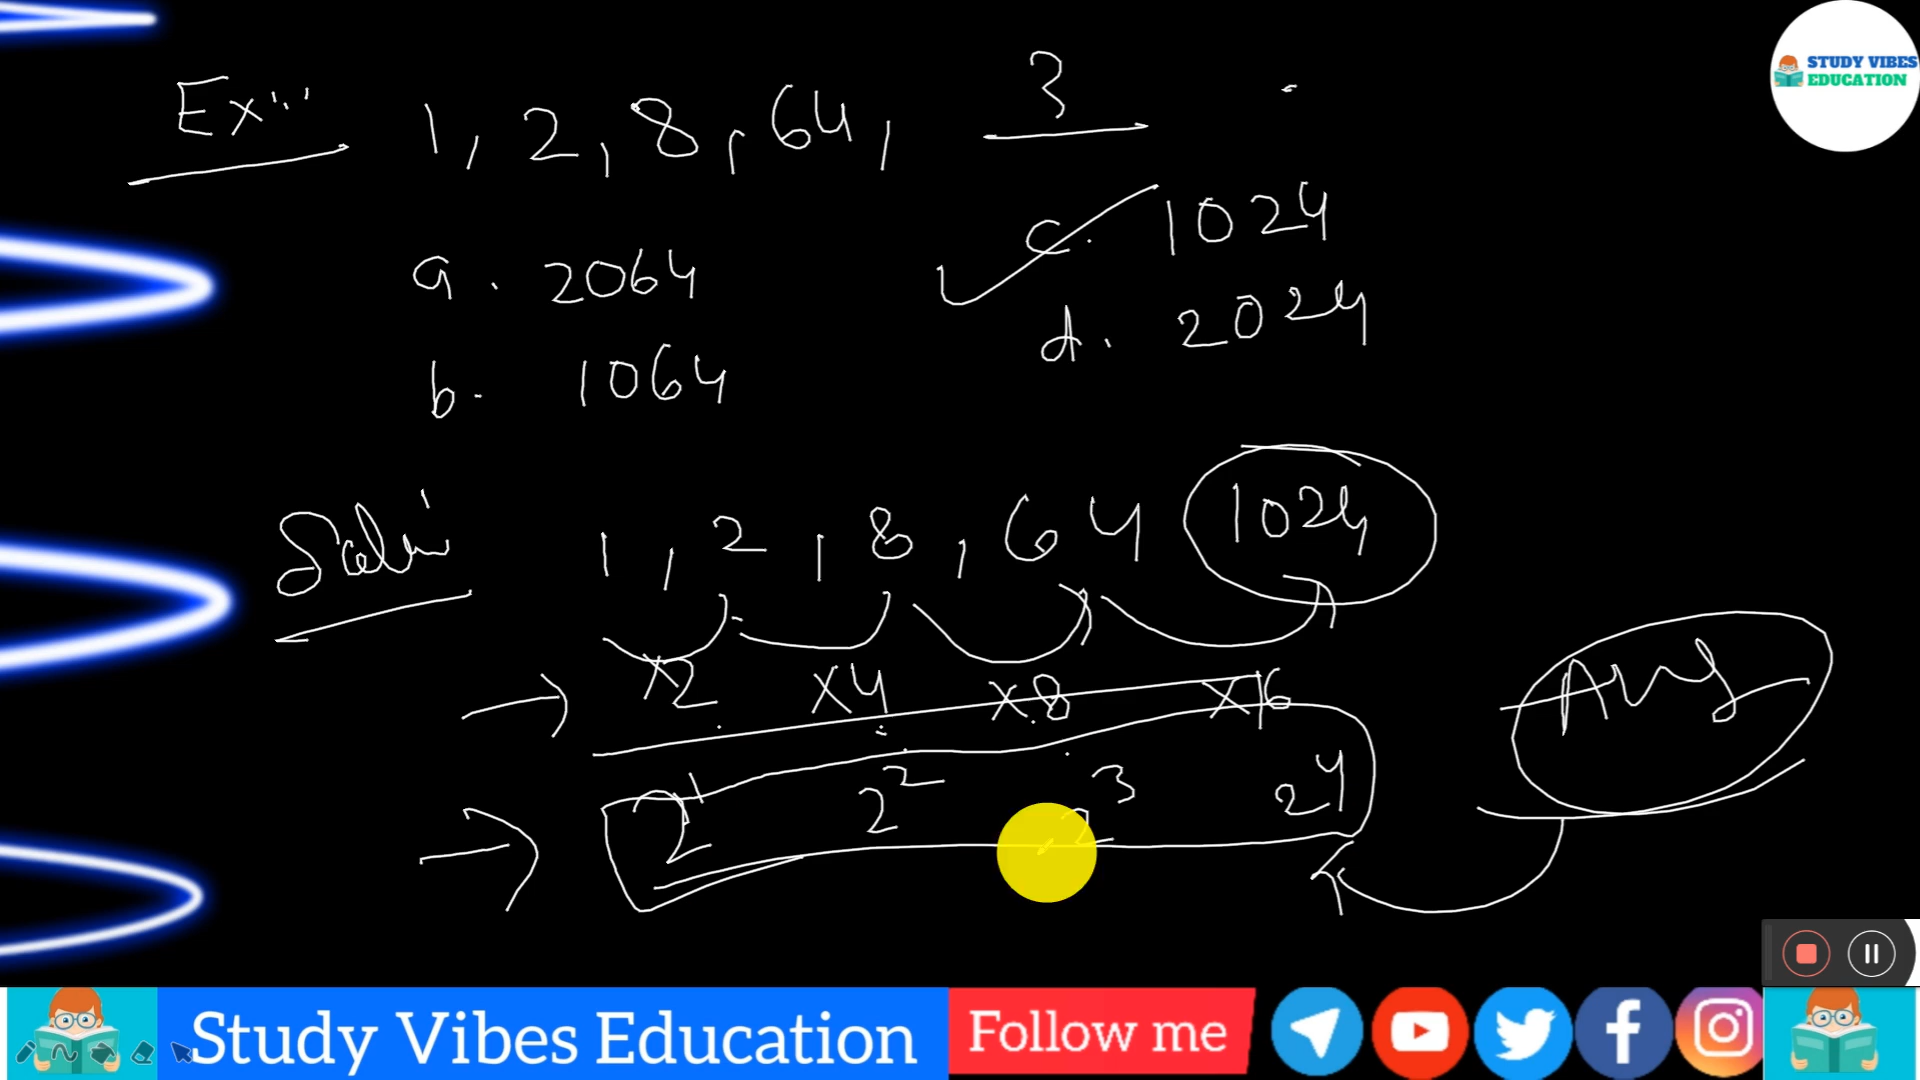 STUDY VIBES
EDUCATION
Ex:
1, 2, 8, 64, ?
a. 2064
c. 1024
b. 1064
d. 2024
Soln:
1, 2, 8, 64 1024
×2 ×4 ×8 ×16
2¹ 2² 2³ 2⁴
Ans
Study Vibes Education
Follow me